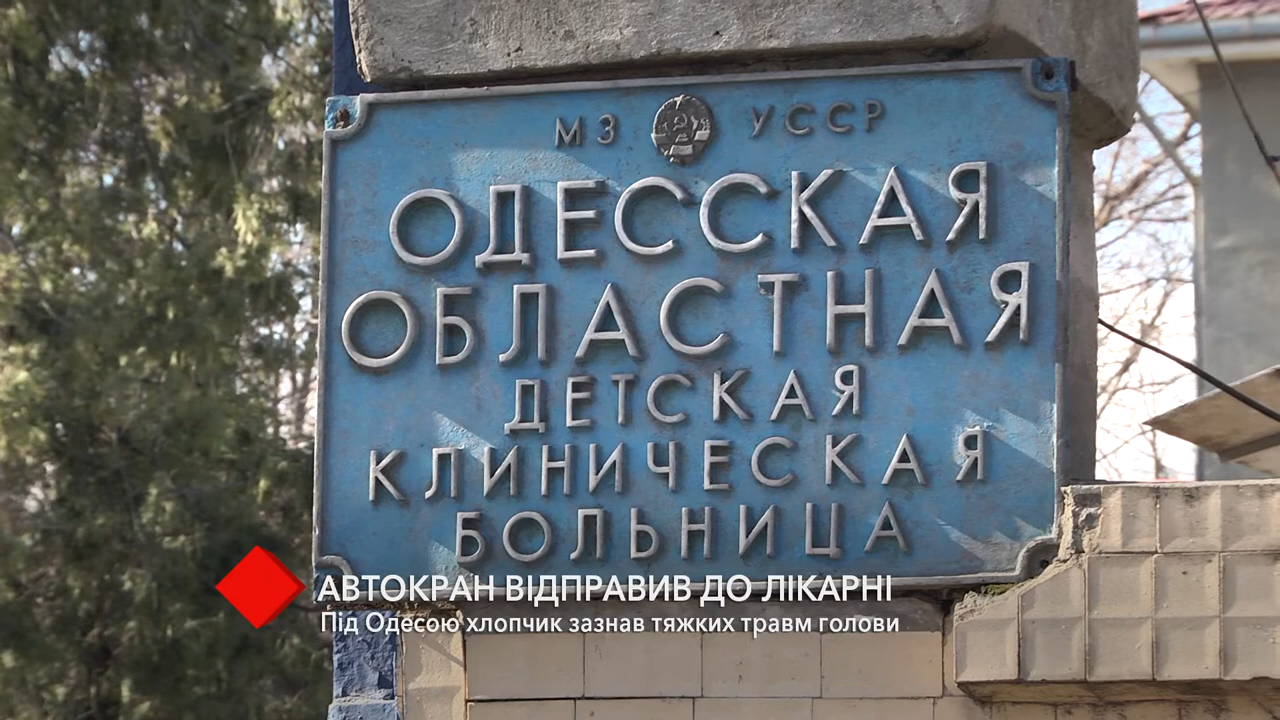 МЗ УССР
ОДЕССКАЯ
ОБЛАСТНАЯ
ДЕТСКАЯ
КЛИНИЧЕСКАЯ
БОЛЬНИЦА
АВТОКРАН ВІДПРАВИВ ДО ЛІКАРНІ
Під Одесою хлопчик зазнав тяжких травм голови